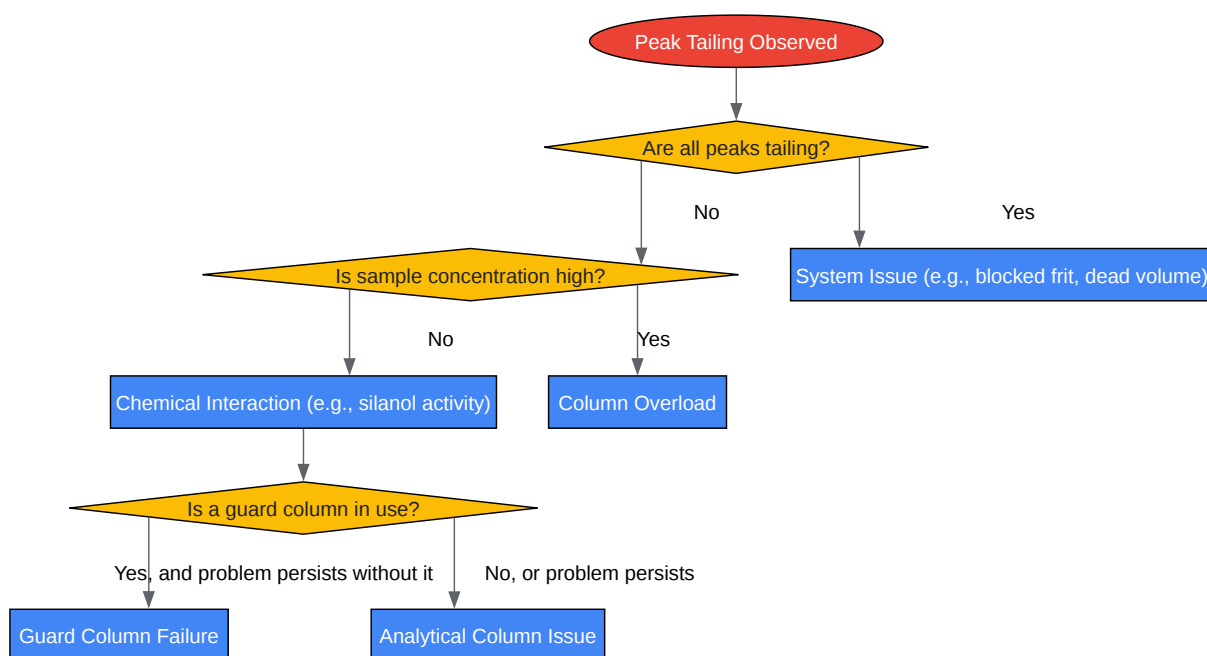 Peak Tailing Observed
Are all peaks tailing?
No
Yes
Is sample concentration high?
System Issue (e.g., blocked frit, dead volume)
No
Yes
Chemical Interaction (e.g., silanol activity)
Column Overload
Is a guard column in use?
Yes, and problem persists without it
No, or problem persists
Guard Column Failure
Analytical Column Issue